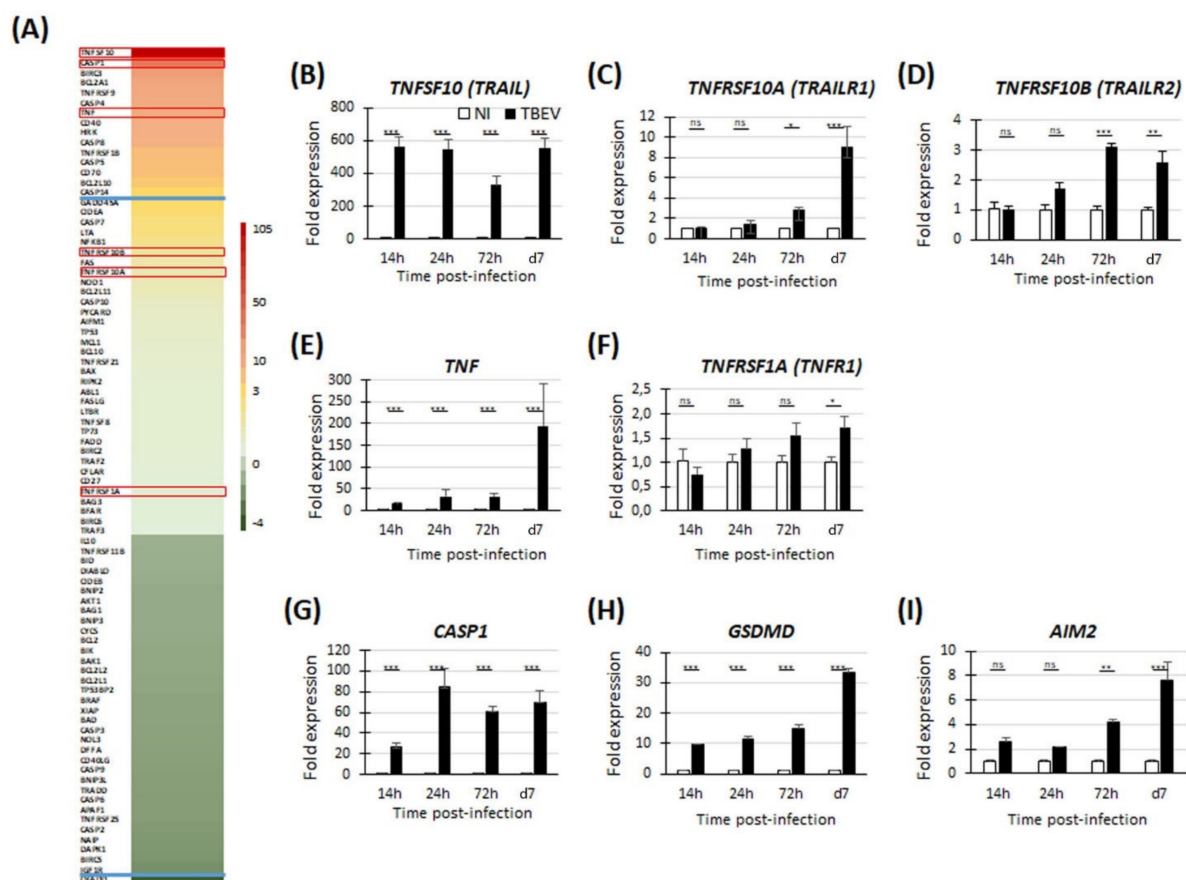 (A)
TNFSF10
CASP1
BIRC3
BCL2A1
TNFRSF9
CASP4
TNF
CD40
HRK
CASP8
TNFRSF1B
CASP5
CD70
BCL2L10
CASP14
GADD45A
CIDEA
CASP7
LTA
NFKB1
TNFRSF10B
FAS
TNFRSF10A
NOD1
BCL2L11
CASP10
PYCARD
AIFM1
TP53
MCL1
BCL10
TNFRSF21
BAX
RIPK2
ABL1
FASLG
LTBR
TNFSF8
TP73
FADD
BIRC2
TRAF2
CFLAR
CD27
TNFRSF1A
BAG3
BFAR
BIRC6
TRAF3
IL10
TNFRSF11B
BID
DIABLO
CIDEB
BNIP2
AKT1
BAG1
BNIP3
CYCS
BCL2
BIK
BAK1
BCL2L2
BCL2L1
TP53BP2
BRAF
XIAP
BAD
CASP3
NOL3
DFFA
CD40LG
CASP9
BNIP3L
TRADD
CASP6
APAF1
TNFRSF25
CASP2
NAIP
DAPK1
BIRC5
IGF1R
105
50
10
3
0
-4
(B)
TNFSF10 (TRAIL)
NI TBEV
Fold expression
800
600
400
200
0
*** *** *** ***
14h 24h 72h d7
Time post-infection
(C)
TNFRSF10A (TRAILR1)
Fold expression
12
10
8
6
4
2
0
ns ns * ***
14h 24h 72h d7
Time post-infection
(D)
TNFRSF10B (TRAILR2)
Fold expression
4
3
2
1
0
ns ns *** **
14h 24h 72h d7
Time post-infection
(E)
TNF
Fold expression
300
250
200
150
100
50
0
*** *** *** ***
14h 24h 72h d7
Time post-infection
(F)
TNFRSF1A (TNFR1)
Fold expression
2,5
2,0
1,5
1,0
0,5
0,0
ns ns ns *
14h 24h 72h d7
Time post-infection
(G)
CASP1
Fold expression
120
100
80
60
40
20
0
*** *** *** ***
14h 24h 72h d7
Time post-infection
(H)
GSDMD
Fold expression
40
30
20
10
0
*** *** *** ***
14h 24h 72h d7
Time post-infection
(I)
AIM2
Fold expression
10
8
6
4
2
0
ns ns ** ***
14h 24h 72h d7
Time post-infection